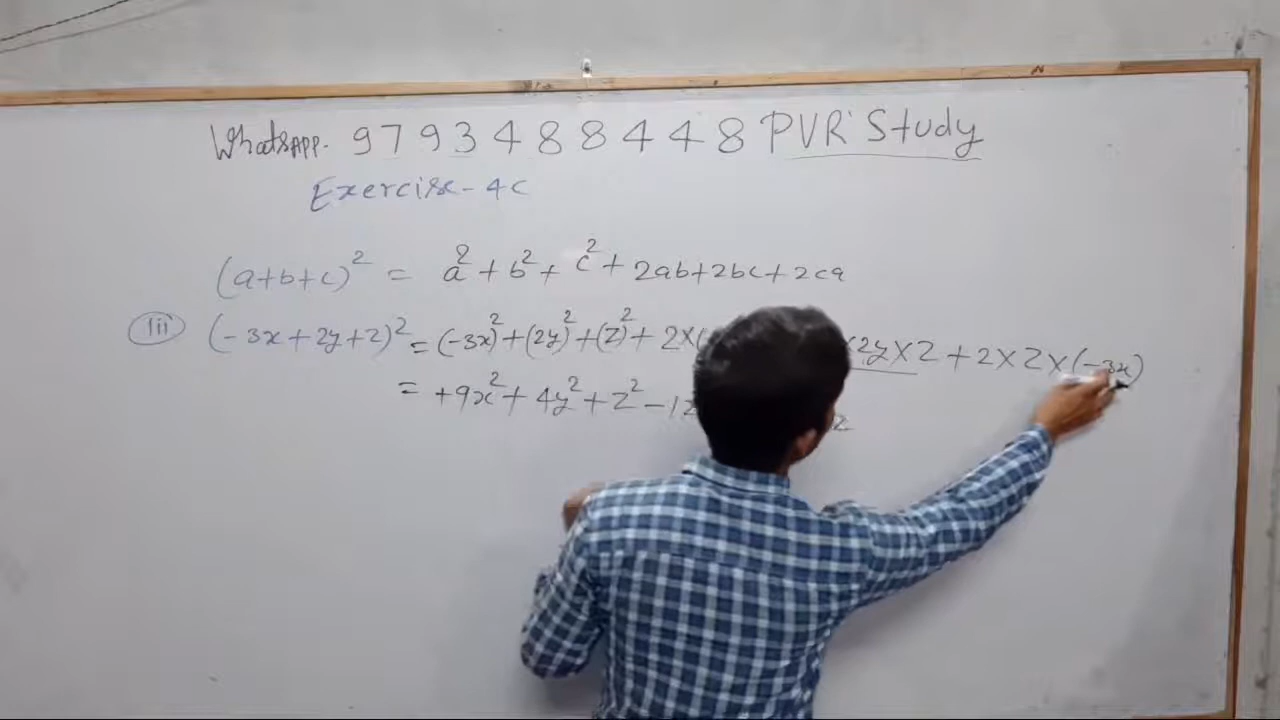 WhatsAPP. 9793488448 PVR Study
Exercise-4C
(a+b+c)² = a²+b²+c²+2ab+2bc+2ca
(iii) (-3x+2y+z)² = (-3x)²+(2y)²+(z)²+2×( ×2y×z+2×z×(-3x)
= +9x²+4y²+z²-12